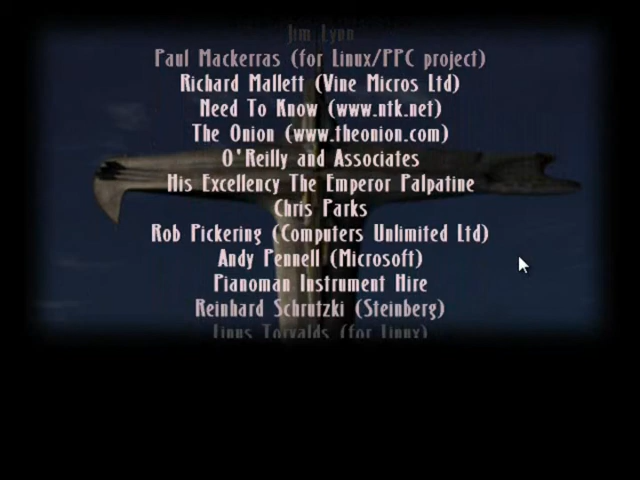 Jim Lynn
Paul Mackerras (for Linux/PPC project)
Richard Mallett (Vine Micros Ltd)
Need To Know (www.ntk.net)
The Onion (www.theonion.com)
O'Reilly and Associates
His Excellency The Emperor Palpatine
Chris Parks
Rob Pickering (Computers Unlimited Ltd)
Andy Pennell (Microsoft)
Pianoman Instrument Hire
Reinhard Schrutzki (Steinberg)
Linus Torvalds (for Linux)